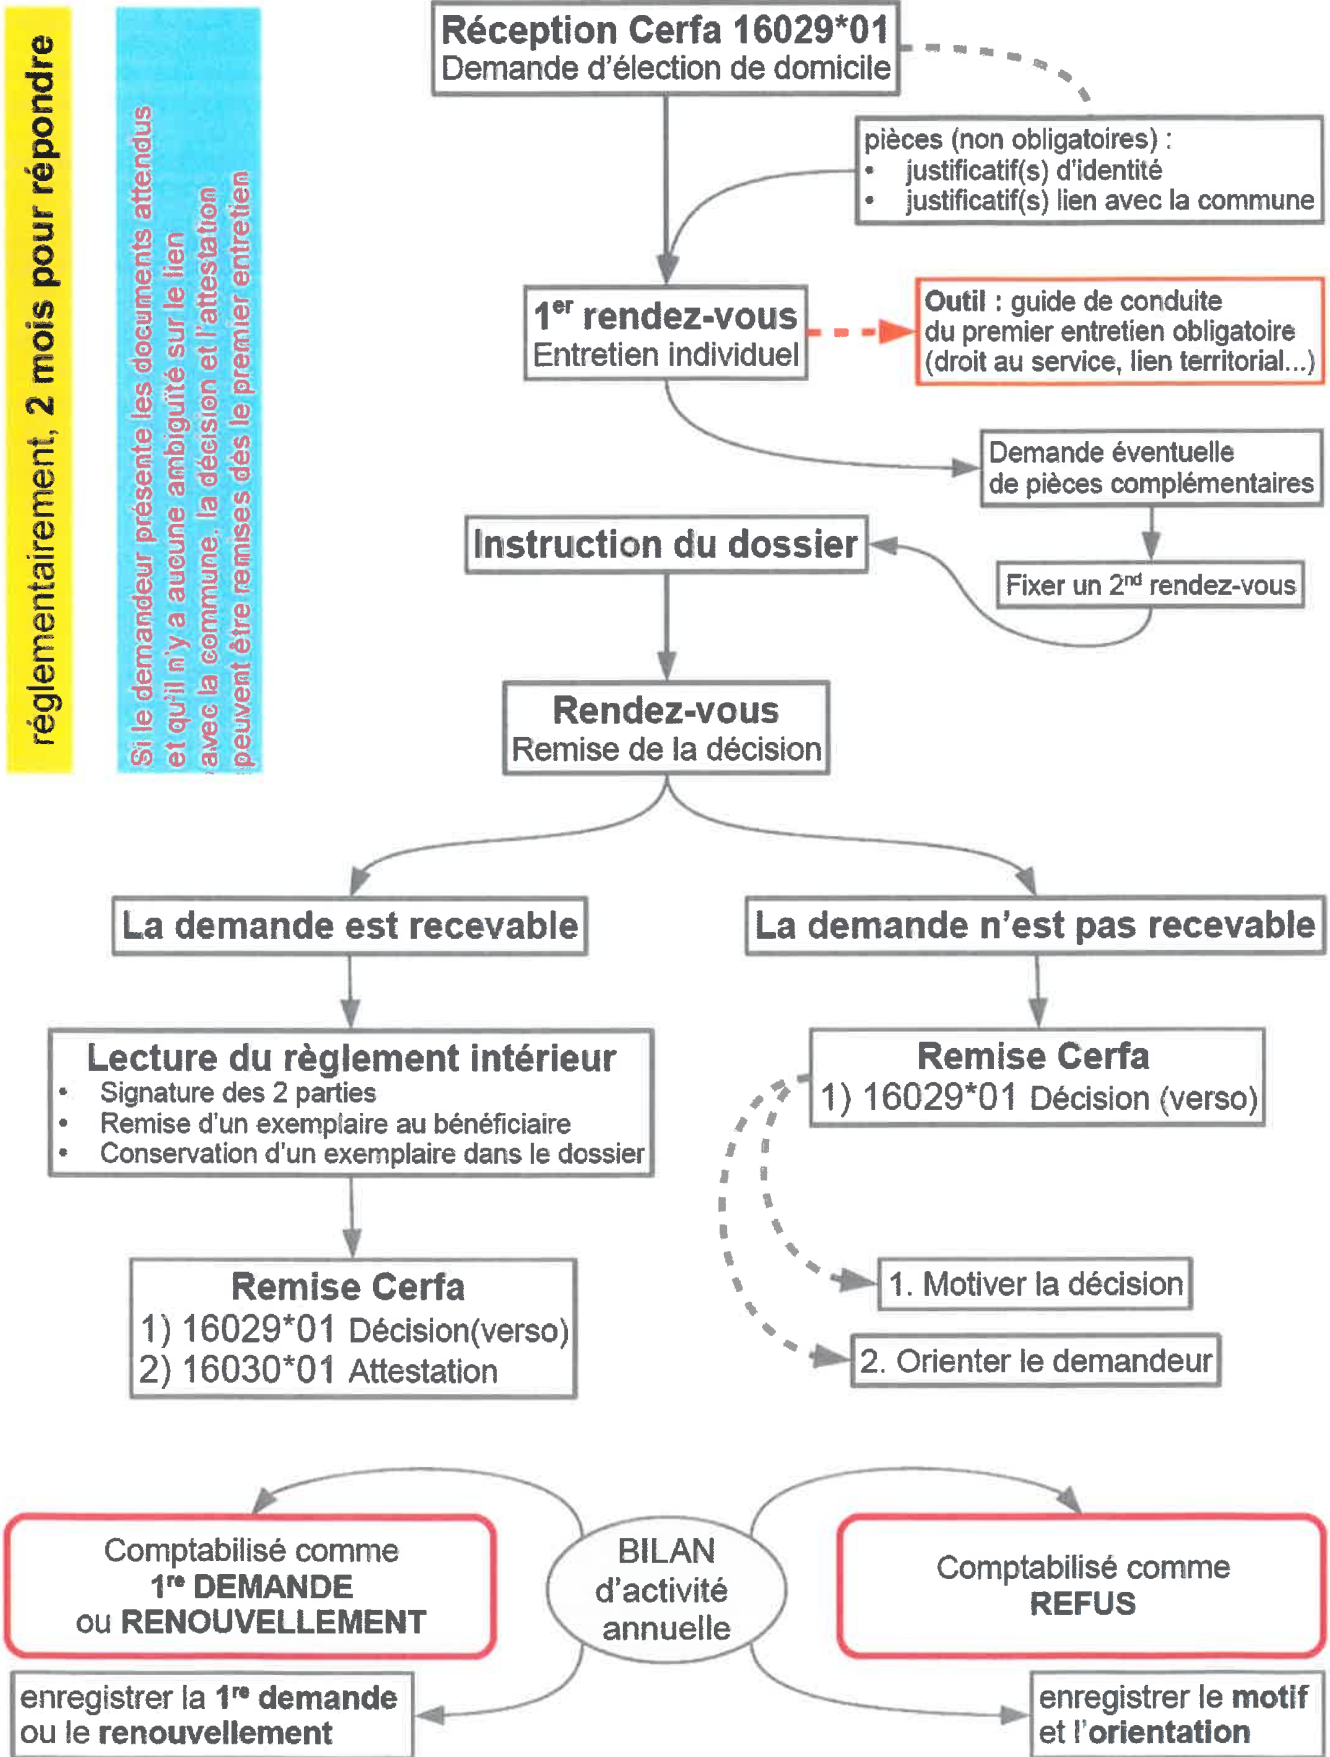 réglementairement, 2 mois pour répondre
Si le demandeur présente les documents attendus
et qu'il n'y a aucune ambiguïté sur le lien
avec la commune, la décision et l'attestation
peuvent être remises dès le premier entretien
Réception Cerfa 16029*01
Demande d'élection de domicile
pièces (non obligatoires) :
• justificatif(s) d'identité
• justificatif(s) lien avec la commune
1er rendez-vous
Entretien individuel
Outil : guide de conduite
du premier entretien obligatoire
(droit au service, lien territorial...)
Demande éventuelle
de pièces complémentaires
Instruction du dossier
Fixer un 2nd rendez-vous
Rendez-vous
Remise de la décision
La demande est recevable
La demande n'est pas recevable
Lecture du règlement intérieur
• Signature des 2 parties
• Remise d'un exemplaire au bénéficiaire
• Conservation d'un exemplaire dans le dossier
Remise Cerfa
1) 16029*01 Décision (verso)
Remise Cerfa
1) 16029*01 Décision(verso)
2) 16030*01 Attestation
1. Motiver la décision
2. Orienter le demandeur
Comptabilisé comme
1re DEMANDE
ou RENOUVELLEMENT
BILAN
d'activité
annuelle
Comptabilisé comme
REFUS
enregistrer la 1re demande
ou le renouvellement
enregistrer le motif
et l'orientation